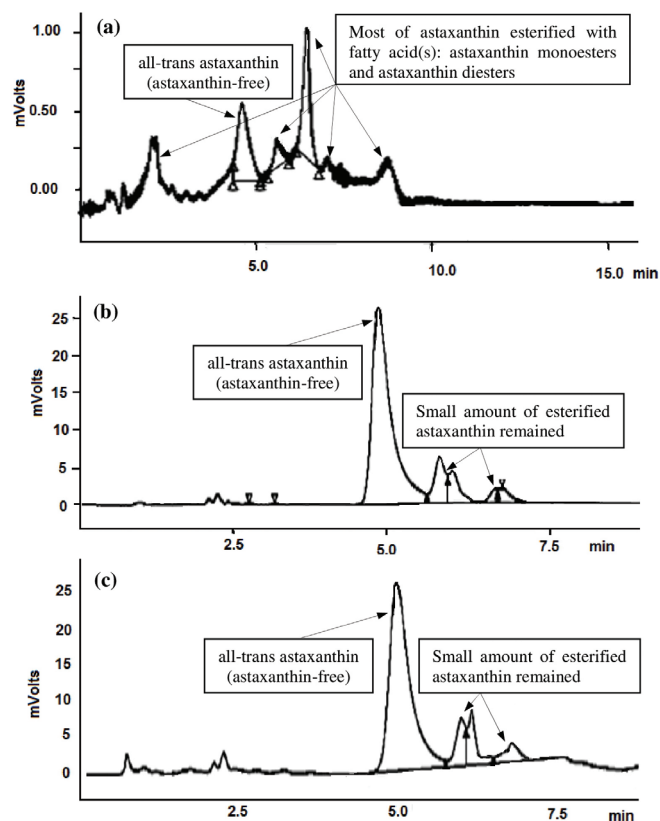 (a)
1.00
0.50
0.00
mVolts
all-trans astaxanthin
(astaxanthin-free)
Most of astaxanthin esterified with
fatty acid(s): astaxanthin monoesters
and astaxanthin diesters
5.0
10.0
15.0
min
(b)
25
20
15
10
5
0
mVolts
all-trans astaxanthin
(astaxanthin-free)
Small amount of esterified
astaxanthin remained
2.5
5.0
7.5
min
(c)
25
20
15
10
5
0
mVolts
all-trans astaxanthin
(astaxanthin-free)
Small amount of esterified
astaxanthin remained
2.5
5.0
7.5
min